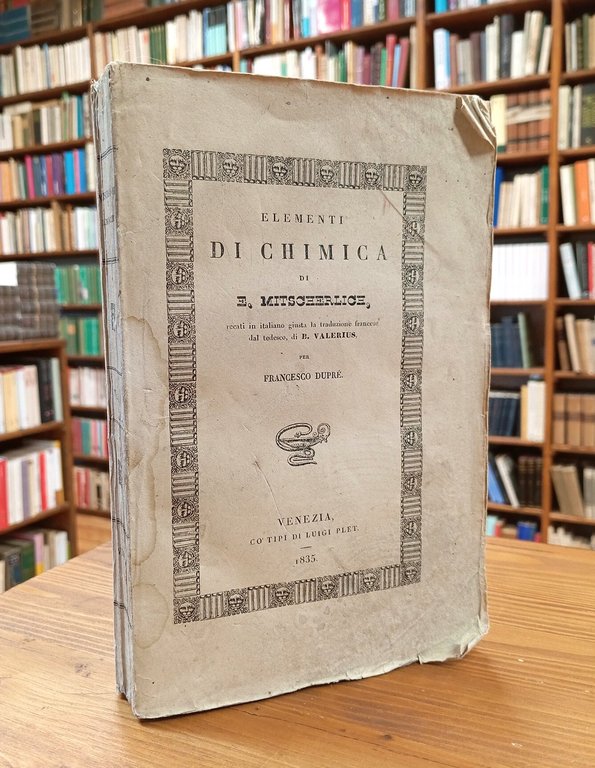 ELEMENTI
DI CHIMICA
DI
E. MITSCHERLICH,
recati in italiano giusta la traduzione francese
dal tedesco, di B. VALERIUS,
PER
FRANCESCO DUPRÉ.
VENEZIA,
CO' TIPI DI LUIGI PLET.
1835.